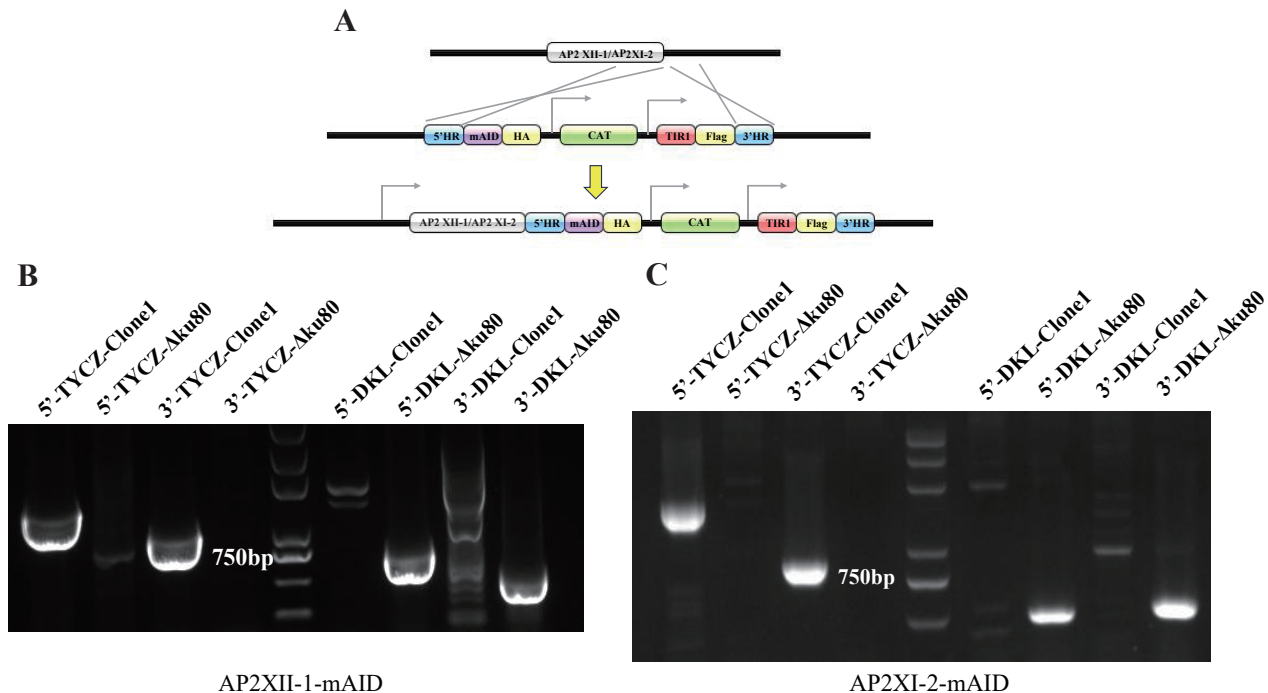 A
AP2 XII-1/AP2XI-2
5'HR mAID HA CAT TIR1 Flag 3'HR
AP2 XII-1/AP2 XI-2 5'HR mAID HA CAT TIR1 Flag 3'HR
B
5'-TYCZ-Clone1
5'-TYCZ-Δku80
3'-TYCZ-Clone1
3'-TYCZ-Δku80
5'-DKL-Clone1
5'-DKL-Δku80
3'-DKL-Clone1
3'-DKL-Δku80
750bp
AP2XII-1-mAID
C
5'-TYCZ-Clone1
5'-TYCZ-Δku80
3'-TYCZ-Clone1
3'-TYCZ-Δku80
5'-DKL-Clone1
5'-DKL-Δku80
3'-DKL-Clone1
3'-DKL-Δku80
750bp
AP2XI-2-mAID